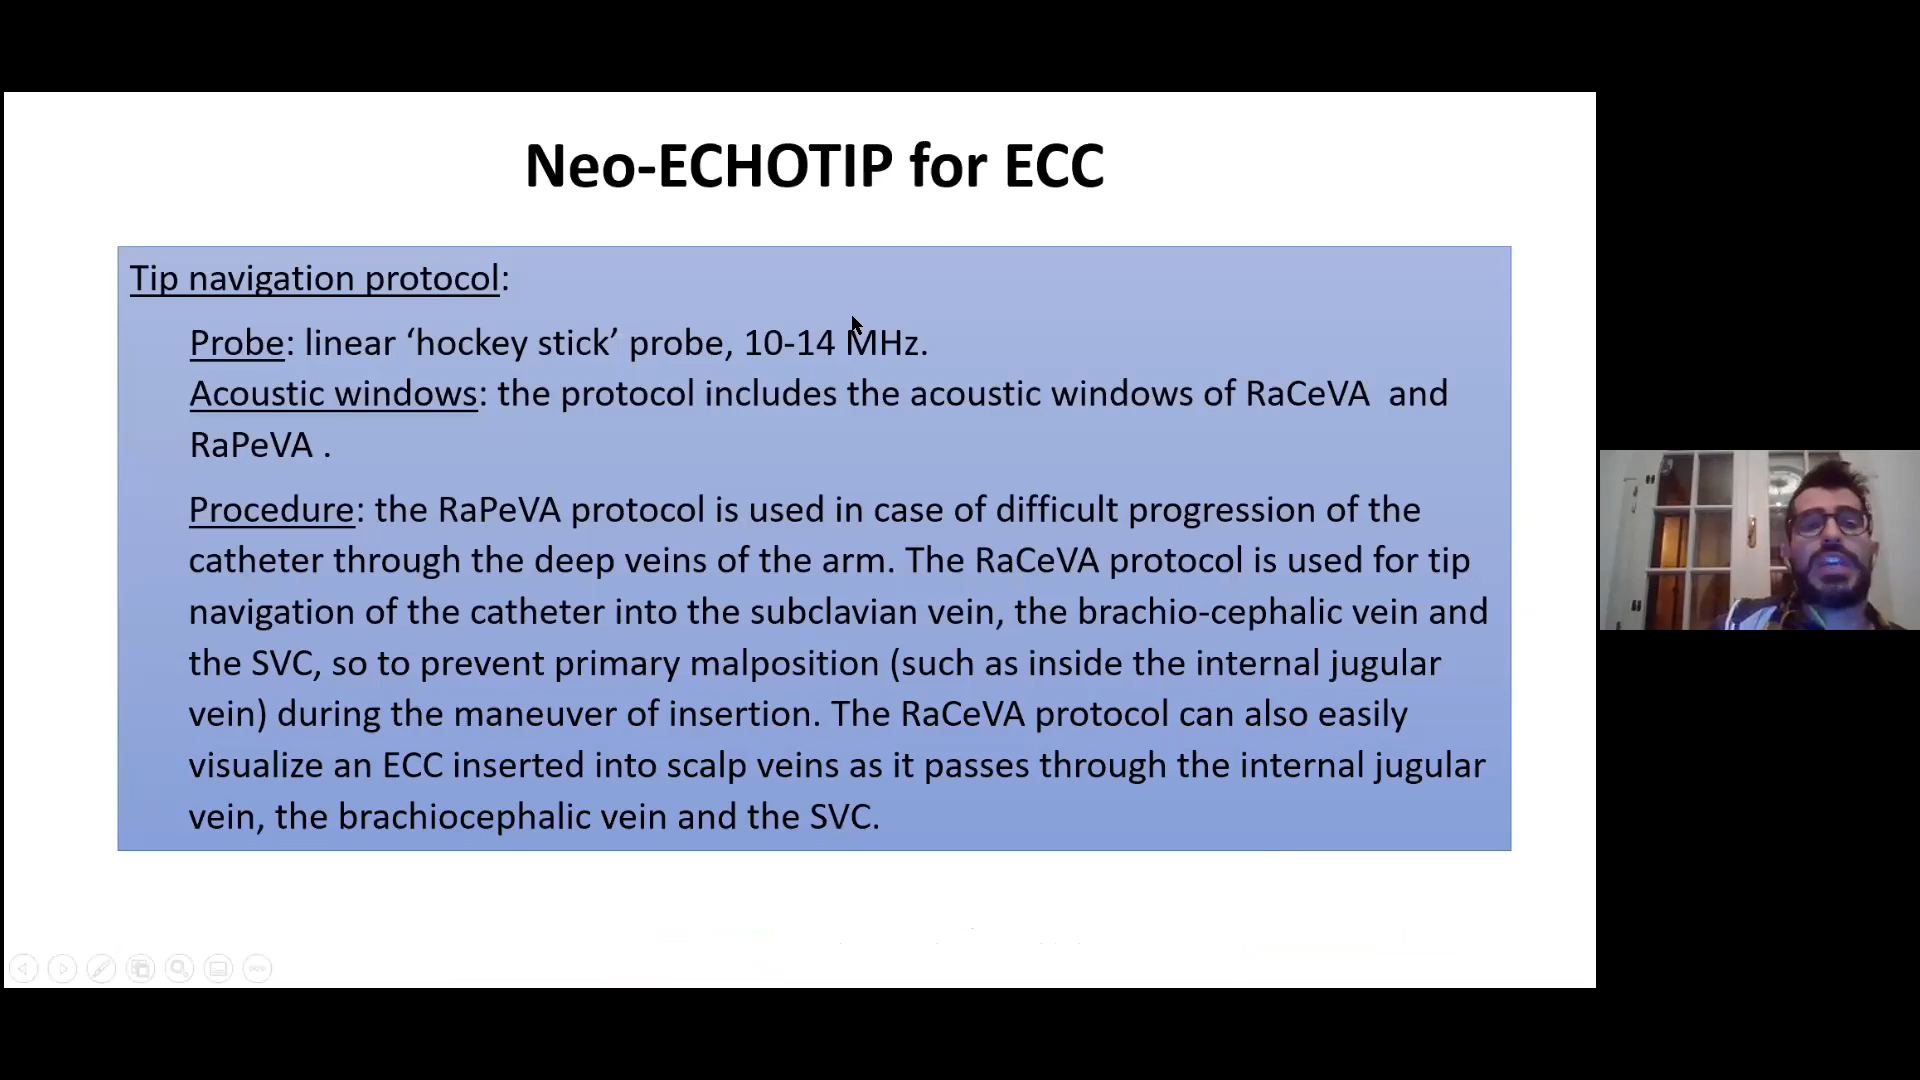 Neo-ECHOTIP for ECC
Tip navigation protocol:
Probe: linear ‘hockey stick’ probe, 10-14 MHz.
Acoustic windows: the protocol includes the acoustic windows of RaCeVA and
RaPeVA .
Procedure: the RaPeVA protocol is used in case of difficult progression of the
catheter through the deep veins of the arm. The RaCeVA protocol is used for tip
navigation of the catheter into the subclavian vein, the brachio-cephalic vein and
the SVC, so to prevent primary malposition (such as inside the internal jugular
vein) during the maneuver of insertion. The RaCeVA protocol can also easily
visualize an ECC inserted into scalp veins as it passes through the internal jugular
vein, the brachiocephalic vein and the SVC.